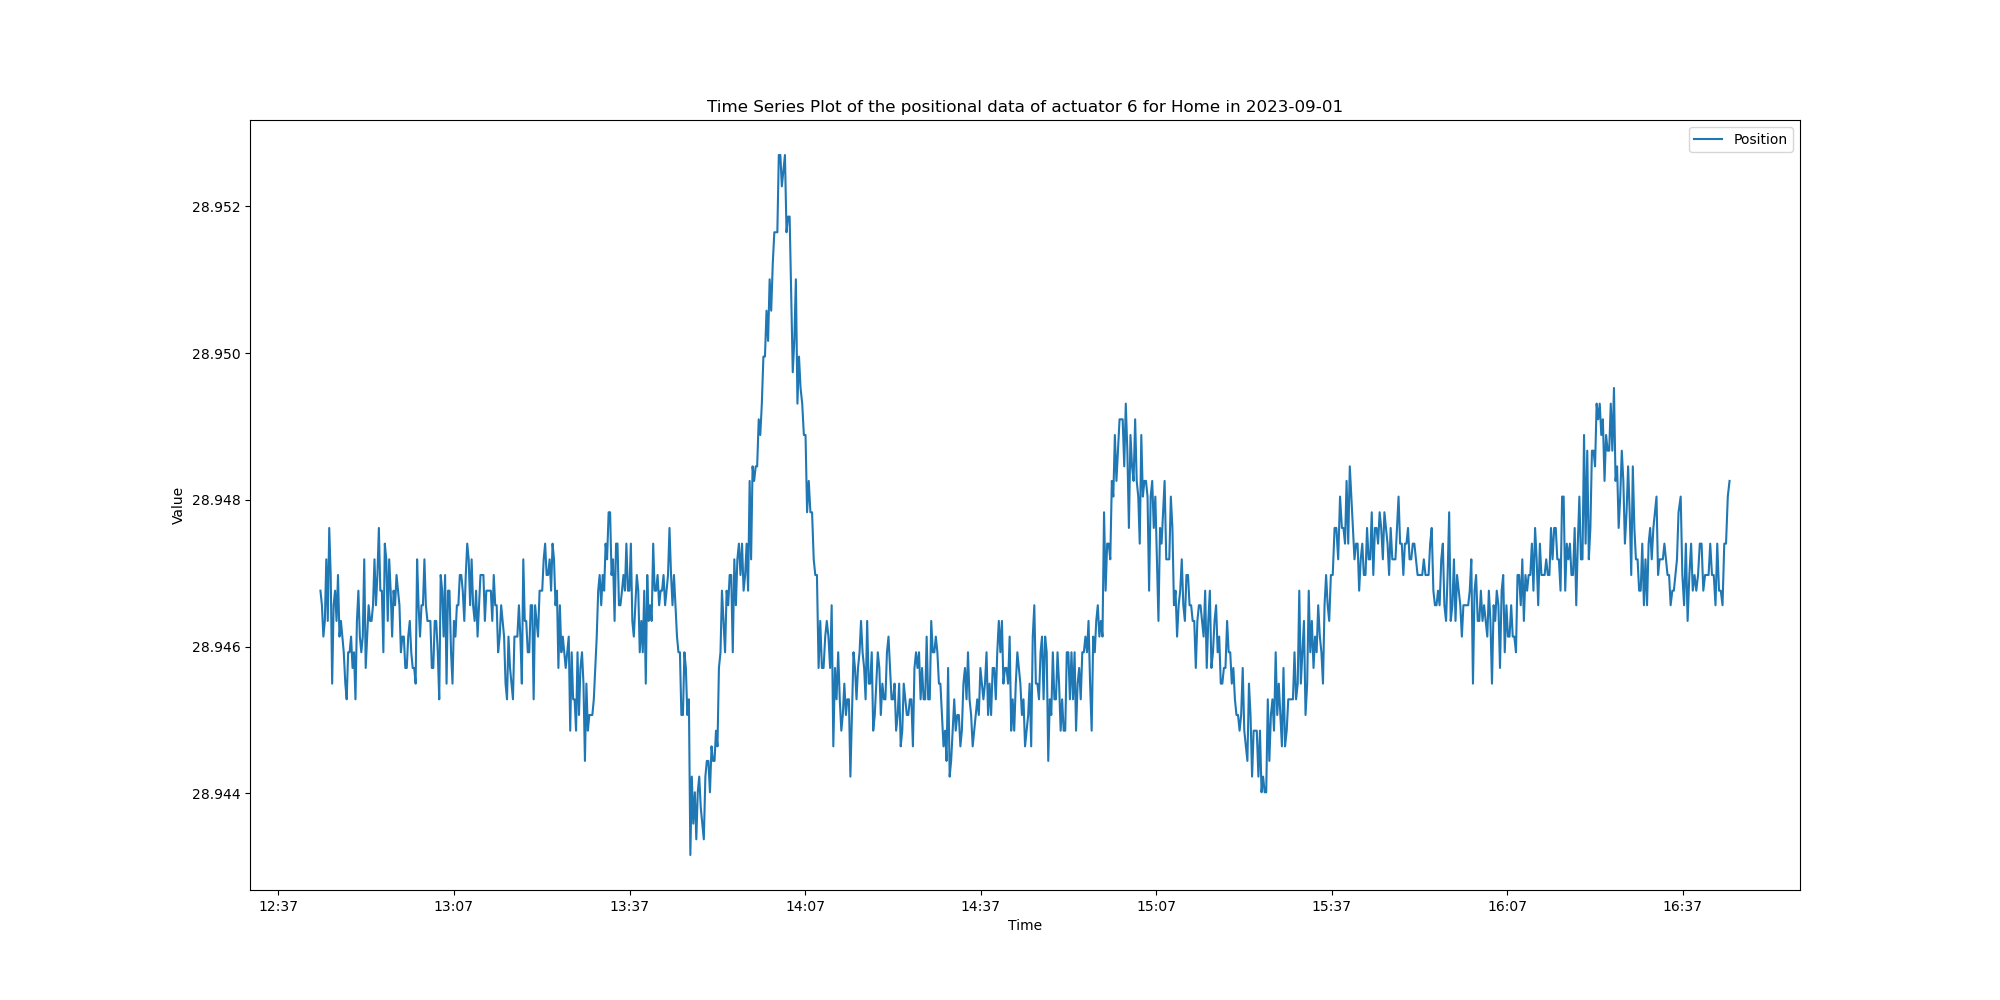 Time Series Plot of the positional data of actuator 6 for Home in 2023-09-01
Position
28.952
28.950
28.948
28.946
28.944
Value
12:37 13:07 13:37 14:07 14:37 15:07 15:37 16:07 16:37
Time